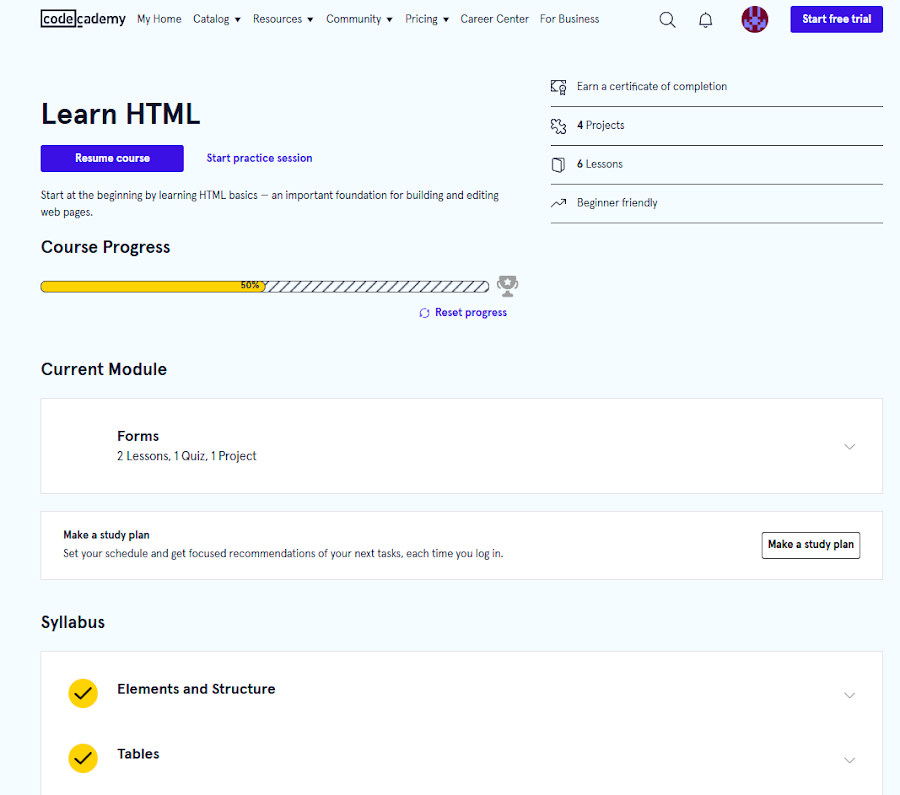 codecademy My Home Catalog Resources Community Pricing Career Center For Business Start free trial
Learn HTML
Resume course Start practice session
Start at the beginning by learning HTML basics — an important foundation for building and editing
web pages.
Earn a certificate of completion
4 Projects
6 Lessons
Beginner friendly
Course Progress
50%
Reset progress
Current Module
Forms
2 Lessons, 1 Quiz, 1 Project
Make a study plan
Set your schedule and get focused recommendations of your next tasks, each time you log in.
Make a study plan
Syllabus
Elements and Structure
Tables